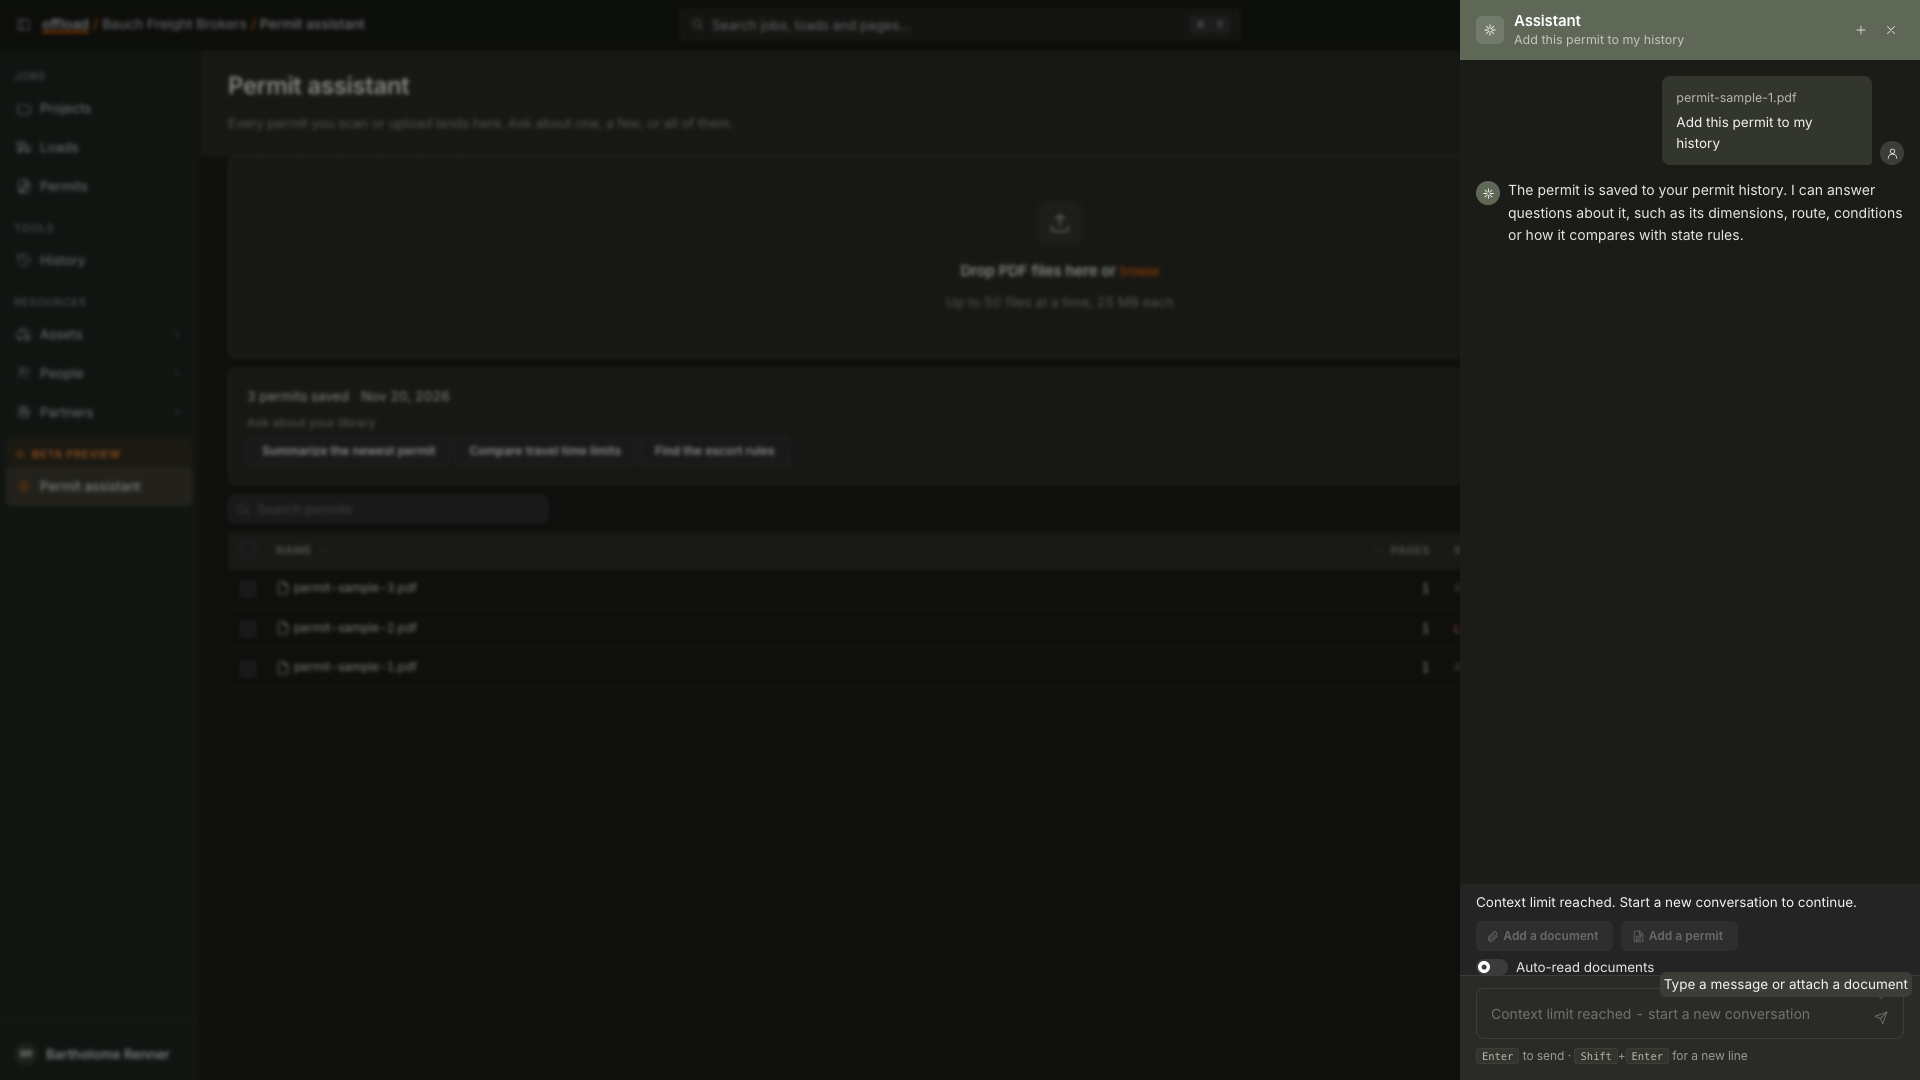 offload / Bauch Freight Brokers / Permit assistant
Search jobs, loads and pages...
JOBS
Projects
Loads
Permits
TOOLS
History
RESOURCES
Assets
People
Partners
BETA PREVIEW
Permit assistant
Bartholome Renner
Permit assistant
Every permit you scan or upload lands here. Ask about one, a few, or all of them.
Drop PDF files here or browse
Up to 50 files at a time, 25 MB each
3 permits saved Nov 20, 2026
Ask about your library
Summarize the newest permit
Compare travel time limits
Find the escort rules
Search permits
NAME PAGES
permit-sample-3.pdf 1
permit-sample-2.pdf 1
permit-sample-1.pdf 1
Assistant
Add this permit to my history
permit-sample-1.pdf
Add this permit to my
history
The permit is saved to your permit history. I can answer
questions about it, such as its dimensions, route, conditions
or how it compares with state rules.
Context limit reached. Start a new conversation to continue.
Add a document
Add a permit
Auto-read documents
Type a message or attach a document
Context limit reached - start a new conversation
Enter to send · Shift + Enter for a new line